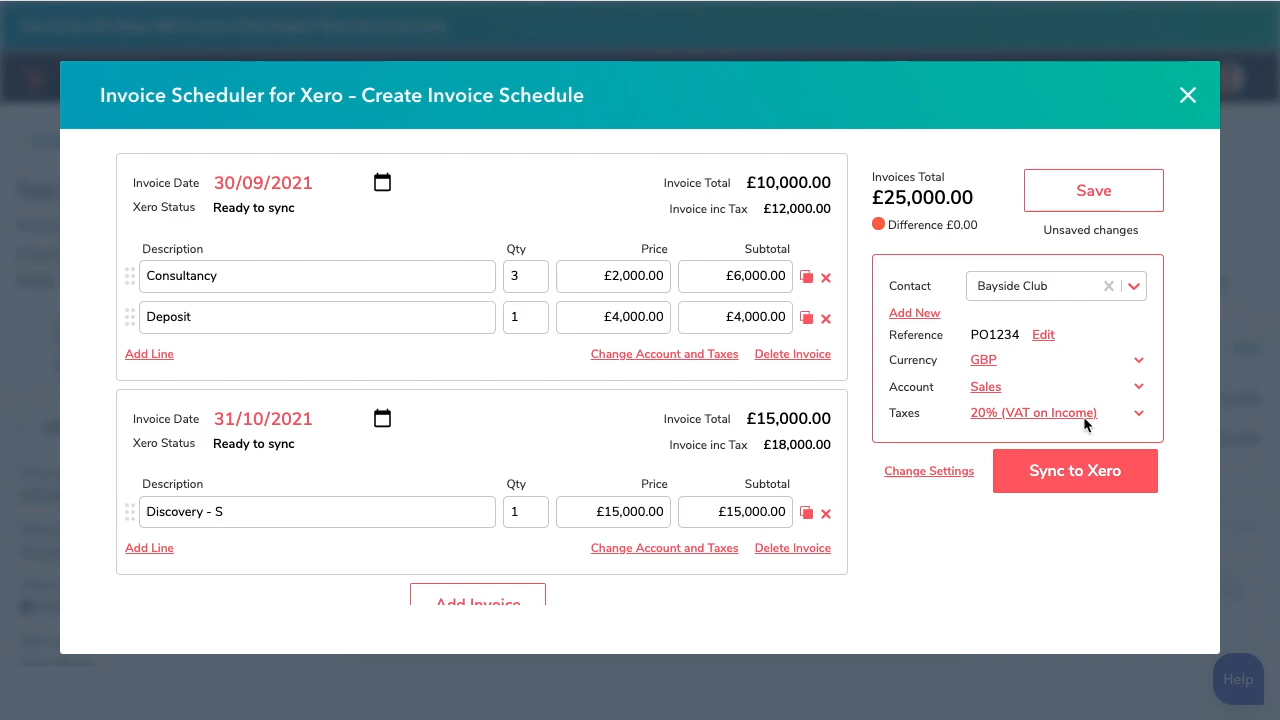 Invoice Scheduler for Xero – Create Invoice Schedule
Invoice Date 30/09/2021
Invoice Total £10,000.00
Xero Status Ready to sync
Invoice inc Tax £12,000.00
Description Qty Price Subtotal
Consultancy 3 £2,000.00 £6,000.00
Deposit 1 £4,000.00 £4,000.00
Add Line Change Account and Taxes Delete Invoice
Invoice Date 31/10/2021
Invoice Total £15,000.00
Xero Status Ready to sync
Invoice inc Tax £18,000.00
Description Qty Price Subtotal
Discovery - S 1 £15,000.00 £15,000.00
Add Line Change Account and Taxes Delete Invoice
Add Invoice
Invoices Total
£25,000.00
Difference £0.00
Save
Unsaved changes
Contact Bayside Club
Add New
Reference PO1234 Edit
Currency GBP
Account Sales
Taxes 20% (VAT on Income)
Change Settings Sync to Xero
Help